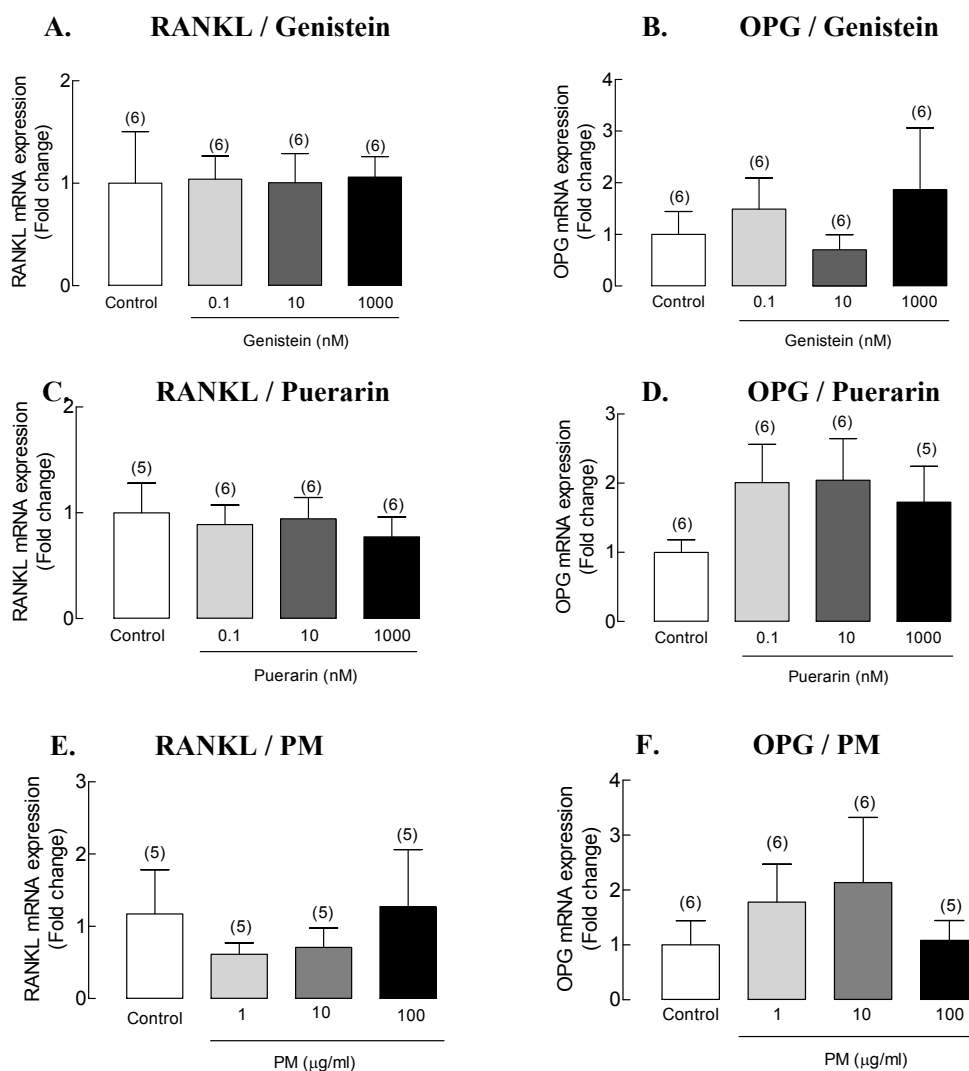 A. RANKL / Genistein
RANKL mRNA expression
(Fold change)
2
1
0
(6)
(6)
(6)
(6)
Control
0.1
10
1000
Genistein (nM)
B. OPG / Genistein
OPG mRNA expression
(Fold change)
4
3
2
1
0
(6)
(6)
(6)
(6)
Control
0.1
10
1000
Genistein (nM)
C. RANKL / Puerarin
RANKL mRNA expression
(Fold change)
2
1
0
(5)
(6)
(6)
(6)
Control
0.1
10
1000
Puerarin (nM)
D. OPG / Puerarin
OPG mRNA expression
(Fold change)
3
2
1
0
(6)
(6)
(6)
(5)
Control
0.1
10
1000
Puerarin (nM)
E. RANKL / PM
RANKL mRNA expression
(Fold change)
3
2
1
0
(5)
(5)
(5)
(5)
Control
1
10
100
PM (μg/ml)
F. OPG / PM
OPG mRNA expression
(Fold change)
4
3
2
1
0
(6)
(6)
(6)
(5)
Control
1
10
100
PM (μg/ml)